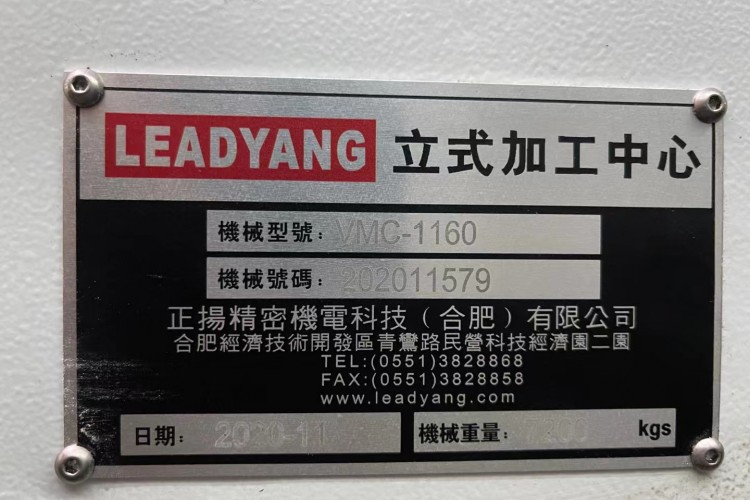 LEADYANG 立式加工中心
機械型號: VMC-1160
機械號碼: 202011579
正揚精密機電科技（合肥）有限公司
合肥經濟技術開發區青鸞路民營科技經濟園二園
TEL:(0551)3828868
FAX:(0551)3828858
www.leadyang.com
日期: 2020-11 機械重量: kgs